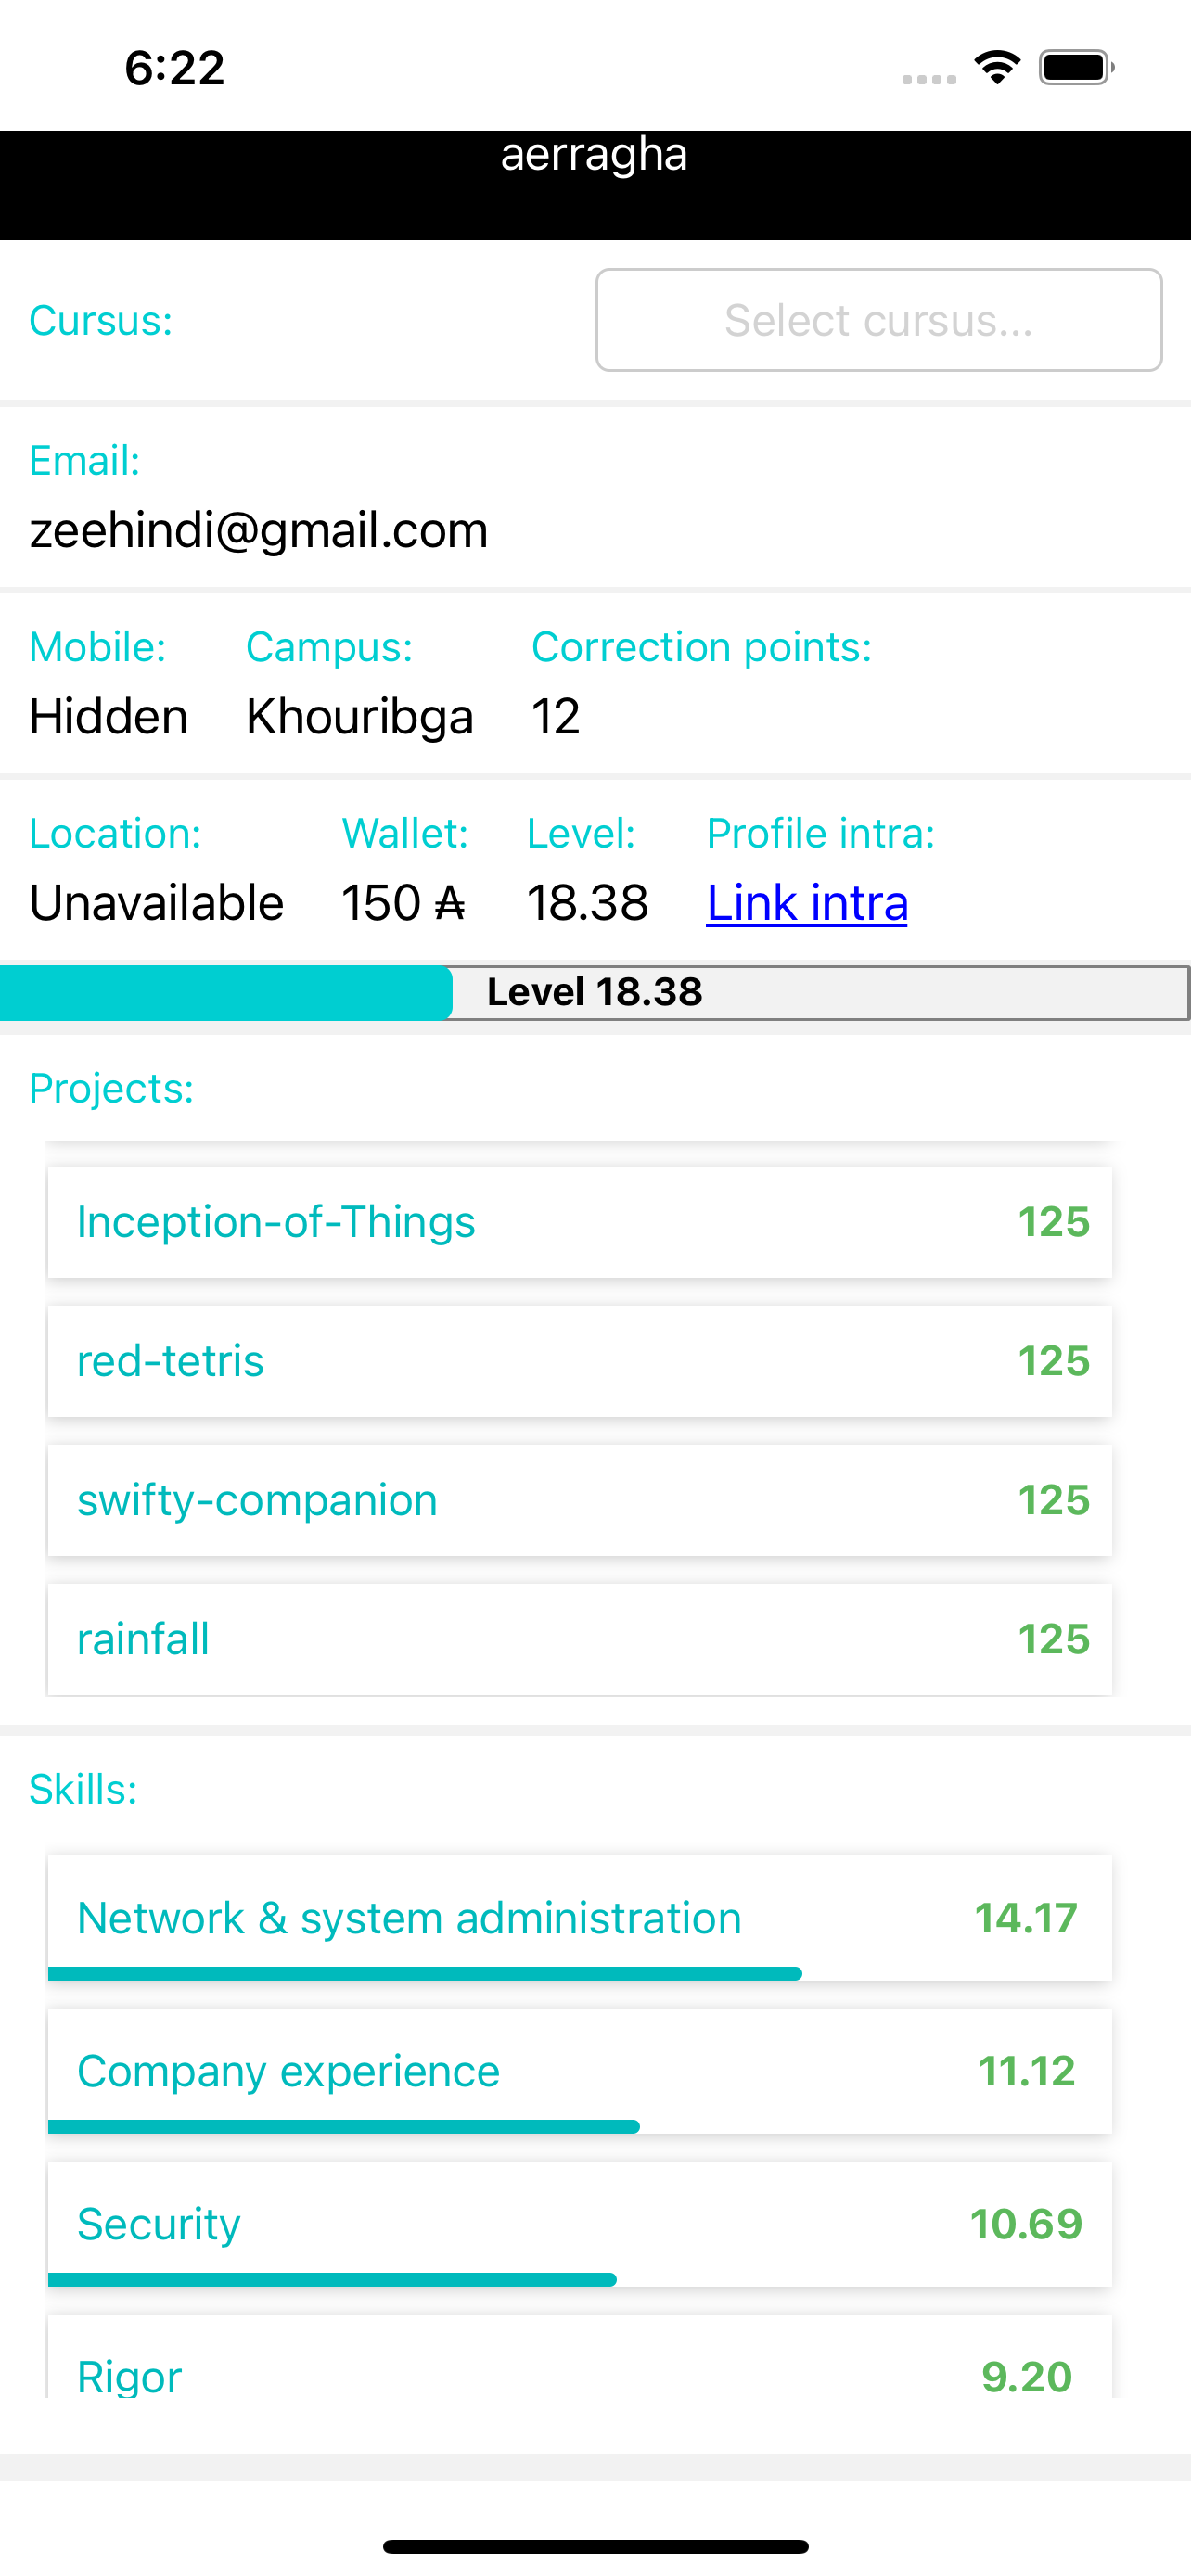 6:22
aerragha
Cursus: Select cursus...
Email:
zeehindi@gmail.com
Mobile: Campus: Correction points:
Hidden Khouribga 12
Location: Wallet: Level: Profile intra:
Unavailable 150 ₳ 18.38 Link intra
Level 18.38
Projects:
Inception-of-Things 125
red-tetris 125
swifty-companion 125
rainfall 125
Skills:
Network & system administration 14.17
Company experience 11.12
Security 10.69
Rigor 9.20